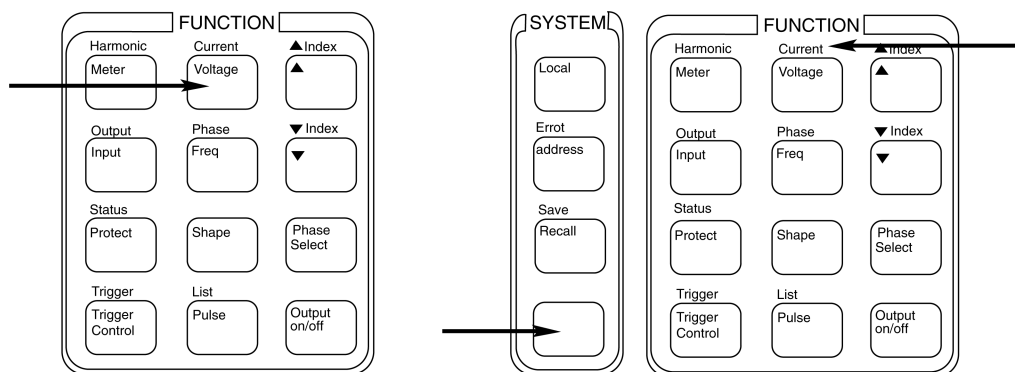 FUNCTION
Harmonic Current ▲Index
Meter Voltage ▲
Output Phase ▼ Index
Input Freq ▼
Status
Protect Shape Phase
Select
Trigger List
Trigger Pulse Output
Control on/off
SYSTEM
Local
Errot
address
Save
Recall
FUNCTION
Harmonic Current ▲Index
Meter Voltage ▲
Output Phase ▼ Index
Input Freq ▼
Status
Protect Shape Phase
Select
Trigger List
Trigger Pulse Output
Control on/off